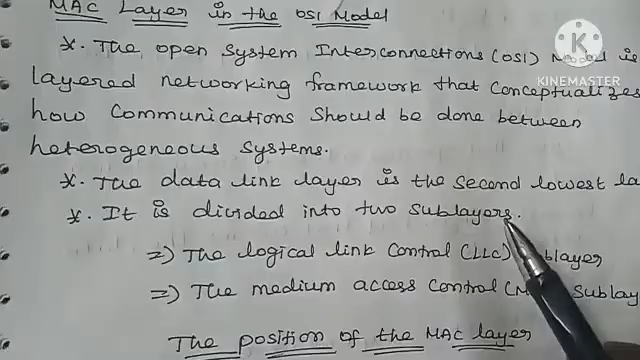 MAC Layer in the OSI Model
*. The open system Interconnections (OSI) is
layered networking framework that conceptualizes
how communications should be done between
heterogeneous systems.
*. The data link layer is the second lowest
*. It is divided into two sublayers.
=) The logical link control (LLC)
=) The medium access control
The position of the MAC layer
K
KINEMASTER